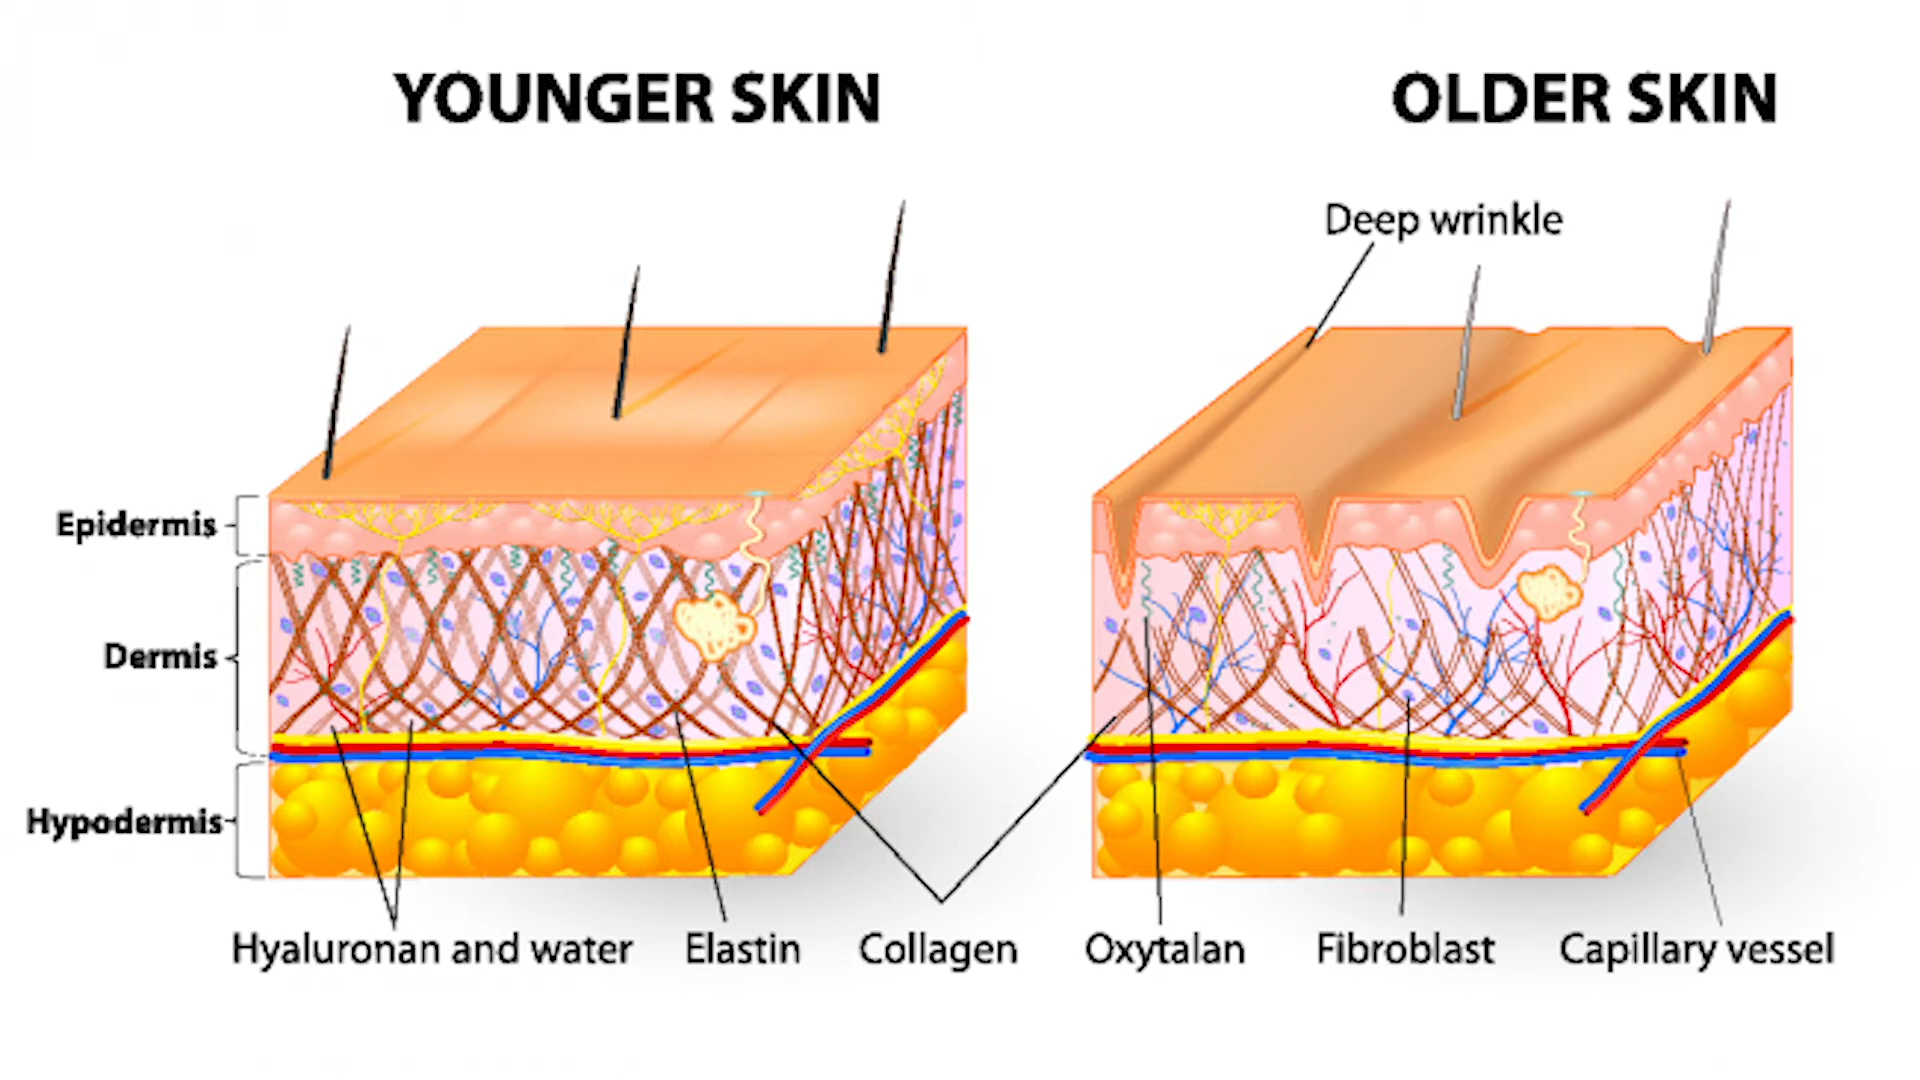 YOUNGER SKIN
OLDER SKIN
Deep wrinkle
Epidermis
Dermis
Hypodermis
Hyaluronan and water
Elastin
Collagen
Oxytalan
Fibroblast
Capillary vessel